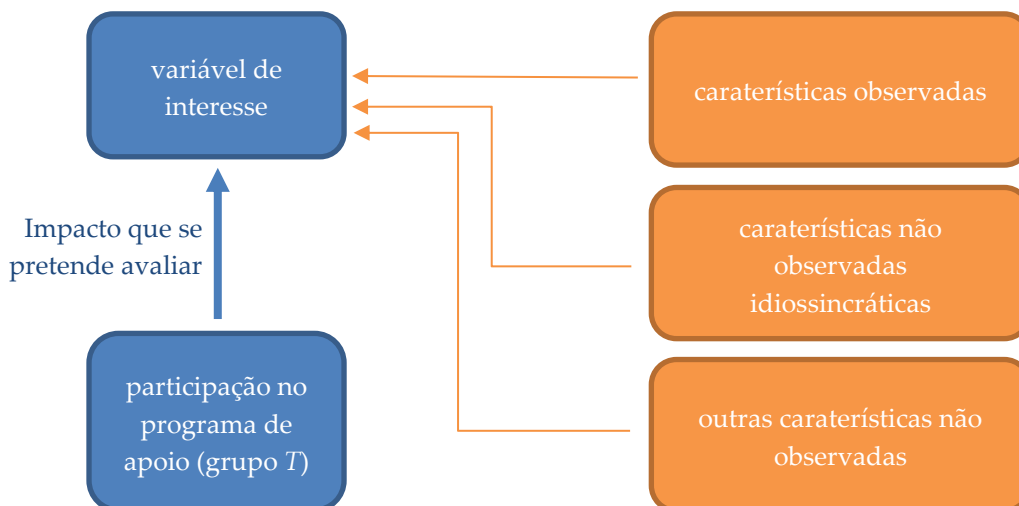 variável de
interesse
caraterísticas observadas
Impacto que se
pretende avaliar
caraterísticas não
observadas
idiossincráticas
participação no
programa de
apoio (grupo T)
outras caraterísticas não
observadas